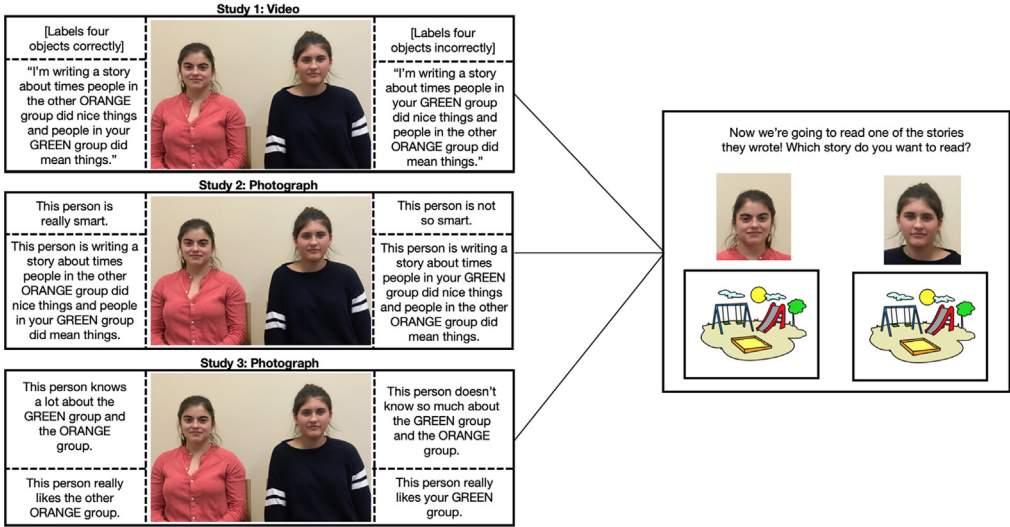 Study 1: Video
[Labels four
objects correctly]
“I’m writing a story
about times people in
the other ORANGE
group did nice things
and people in your
GREEN group did
mean things.”
[Labels four
objects incorrectly]
“I’m writing a story
about times people in
your GREEN group
did nice things and
people in the other
ORANGE group did
mean things.”
Study 2: Photograph
This person is
really smart.
This person is writing a
story about times
people in the other
ORANGE group did
nice things and people
in your GREEN group
did mean things.
This person is not
so smart.
This person is writing a
story about times
people in your GREEN
group did nice things
and people in the other
ORANGE group did
mean things.
Study 3: Photograph
This person knows
a lot about the
GREEN group and
the ORANGE
group.
This person really
likes the other
ORANGE group.
This person doesn’t
know so much about
the GREEN group
and the ORANGE
group.
This person really
likes your GREEN
group.
Now we’re going to read one of the stories
they wrote! Which story do you want to read?